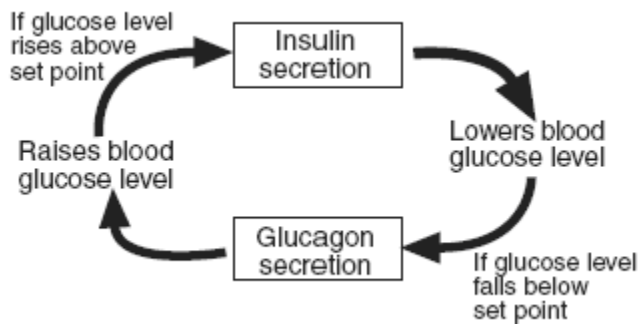 If glucose level
rises above
set point
Insulin
secretion
Lowers blood
glucose level
If glucose level
falls below
set point
Glucagon
secretion
Raises blood
glucose level